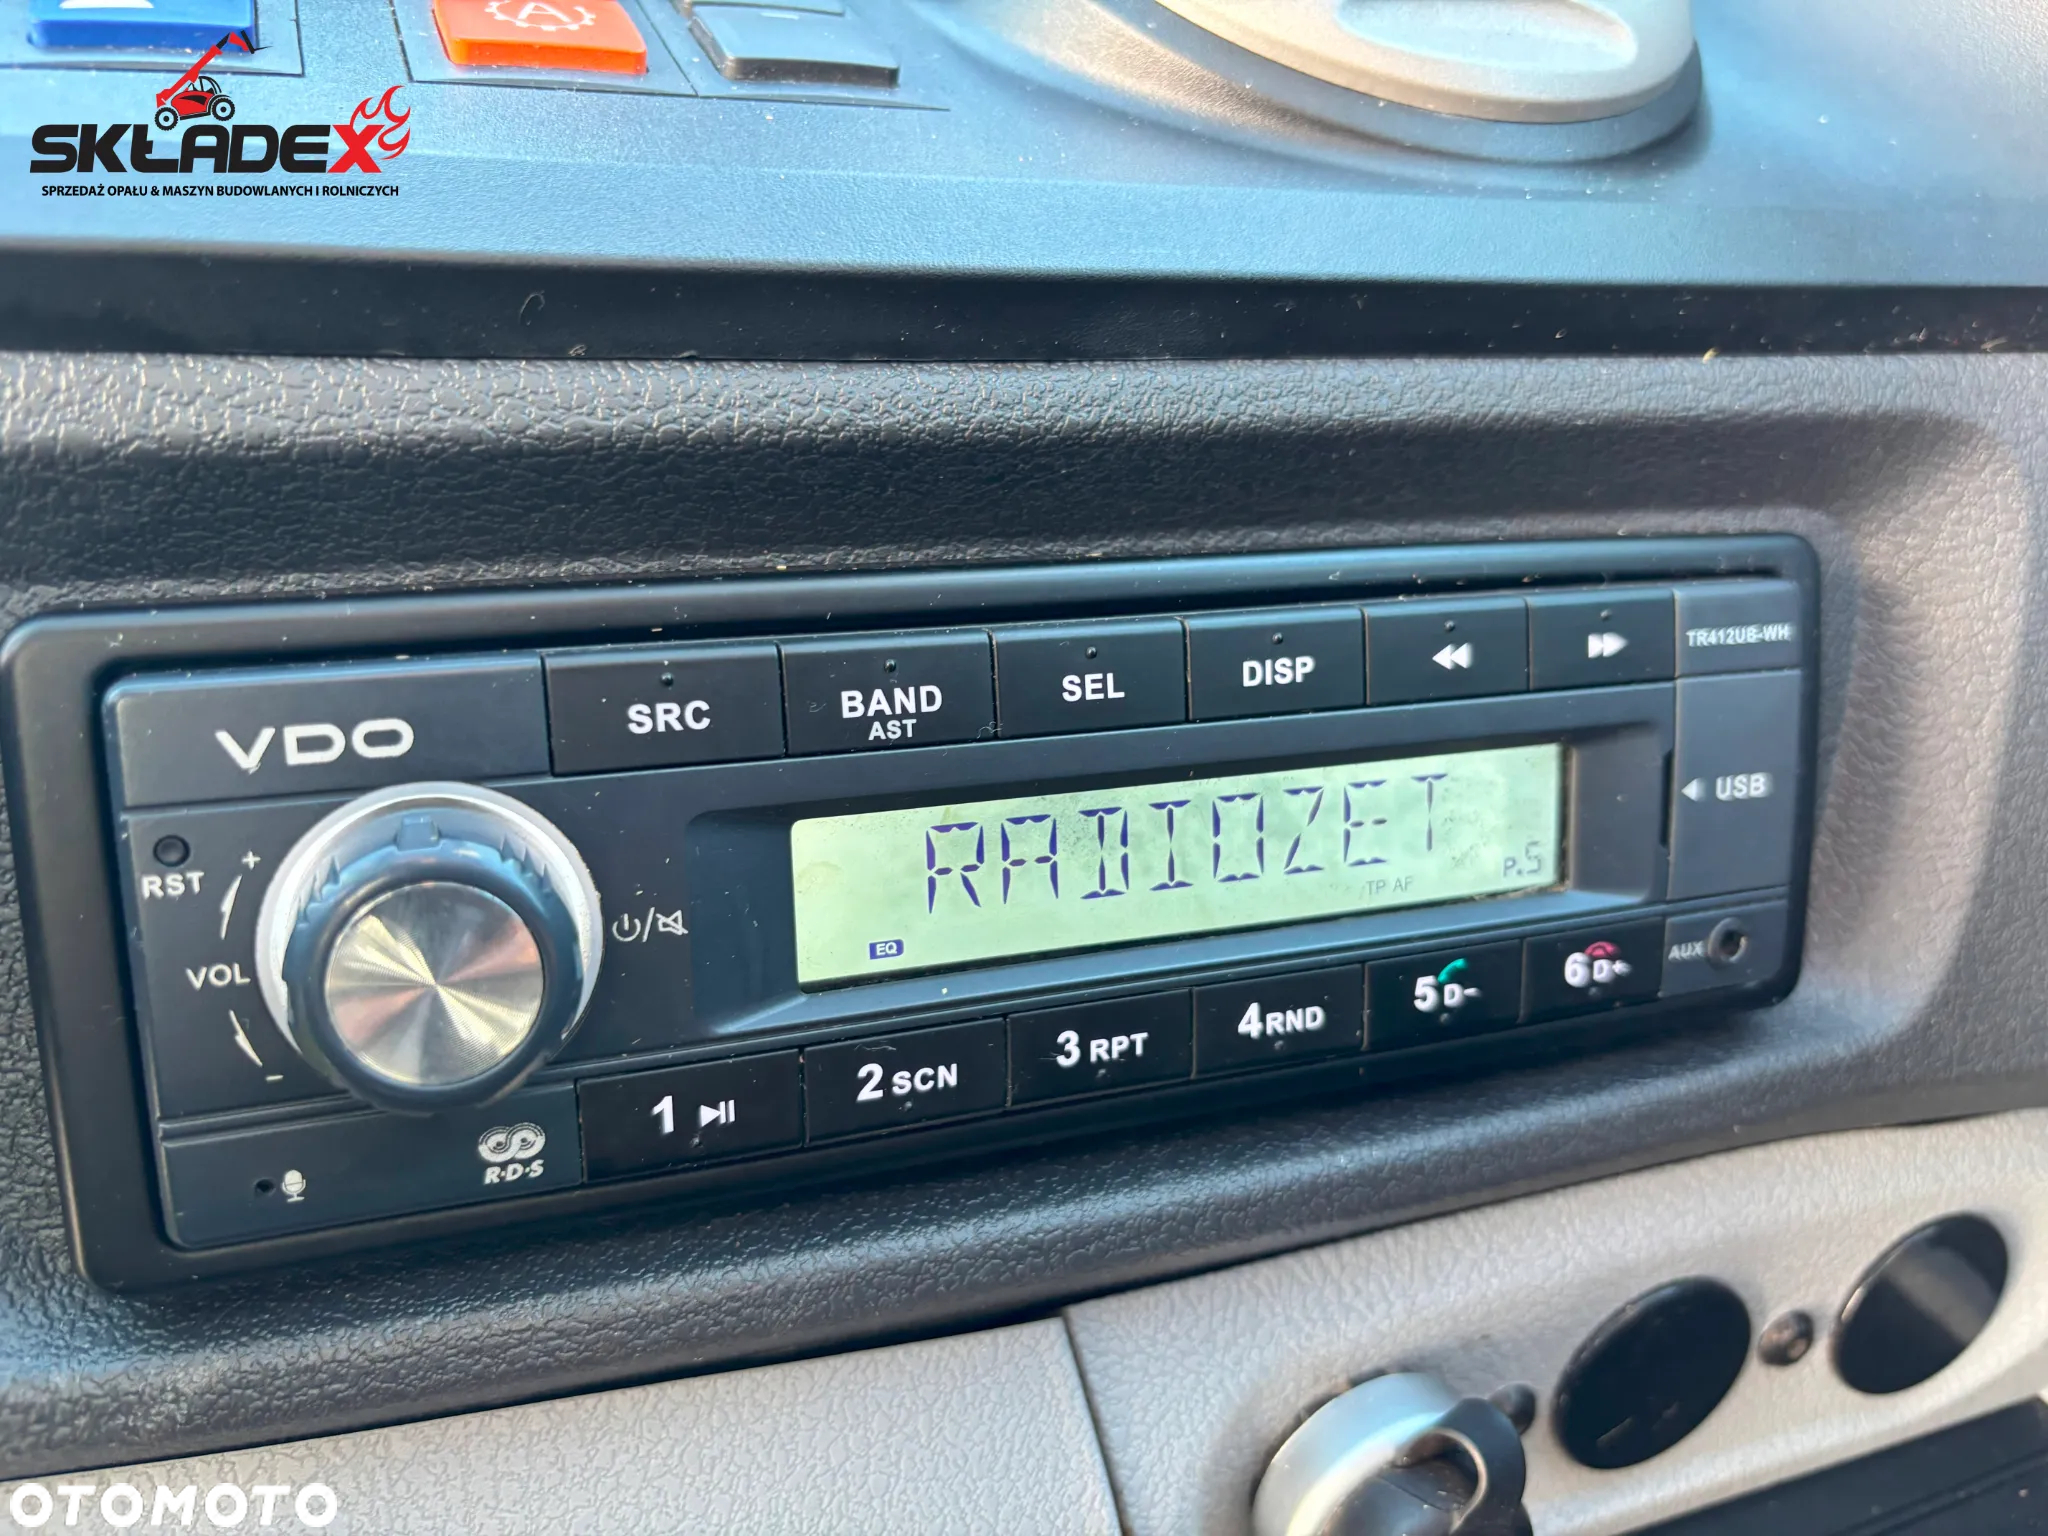 SKŁADEX
SPRZEDAŻ OPAŁU & MASZYN BUDOWLANYCH I ROLNICZYCH
A
VDO
SRC
BAND
AST
SEL
DISP
TR412UB-WH
RST
+
VOL
-
RADIOZET
EQ
TP AF
P.5
USB
1
2 SCN
3 RPT
4 RND
5 D-
6 D+
AUX
R·D·S
OTOMOTO